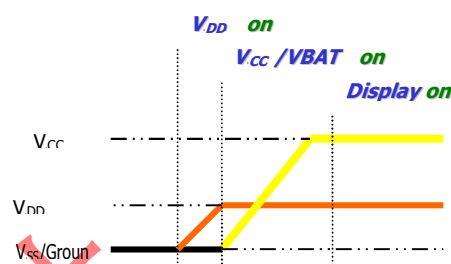 VDD on
VCC /VBAT on
Display on
VCC
VDD
VSS/Groun